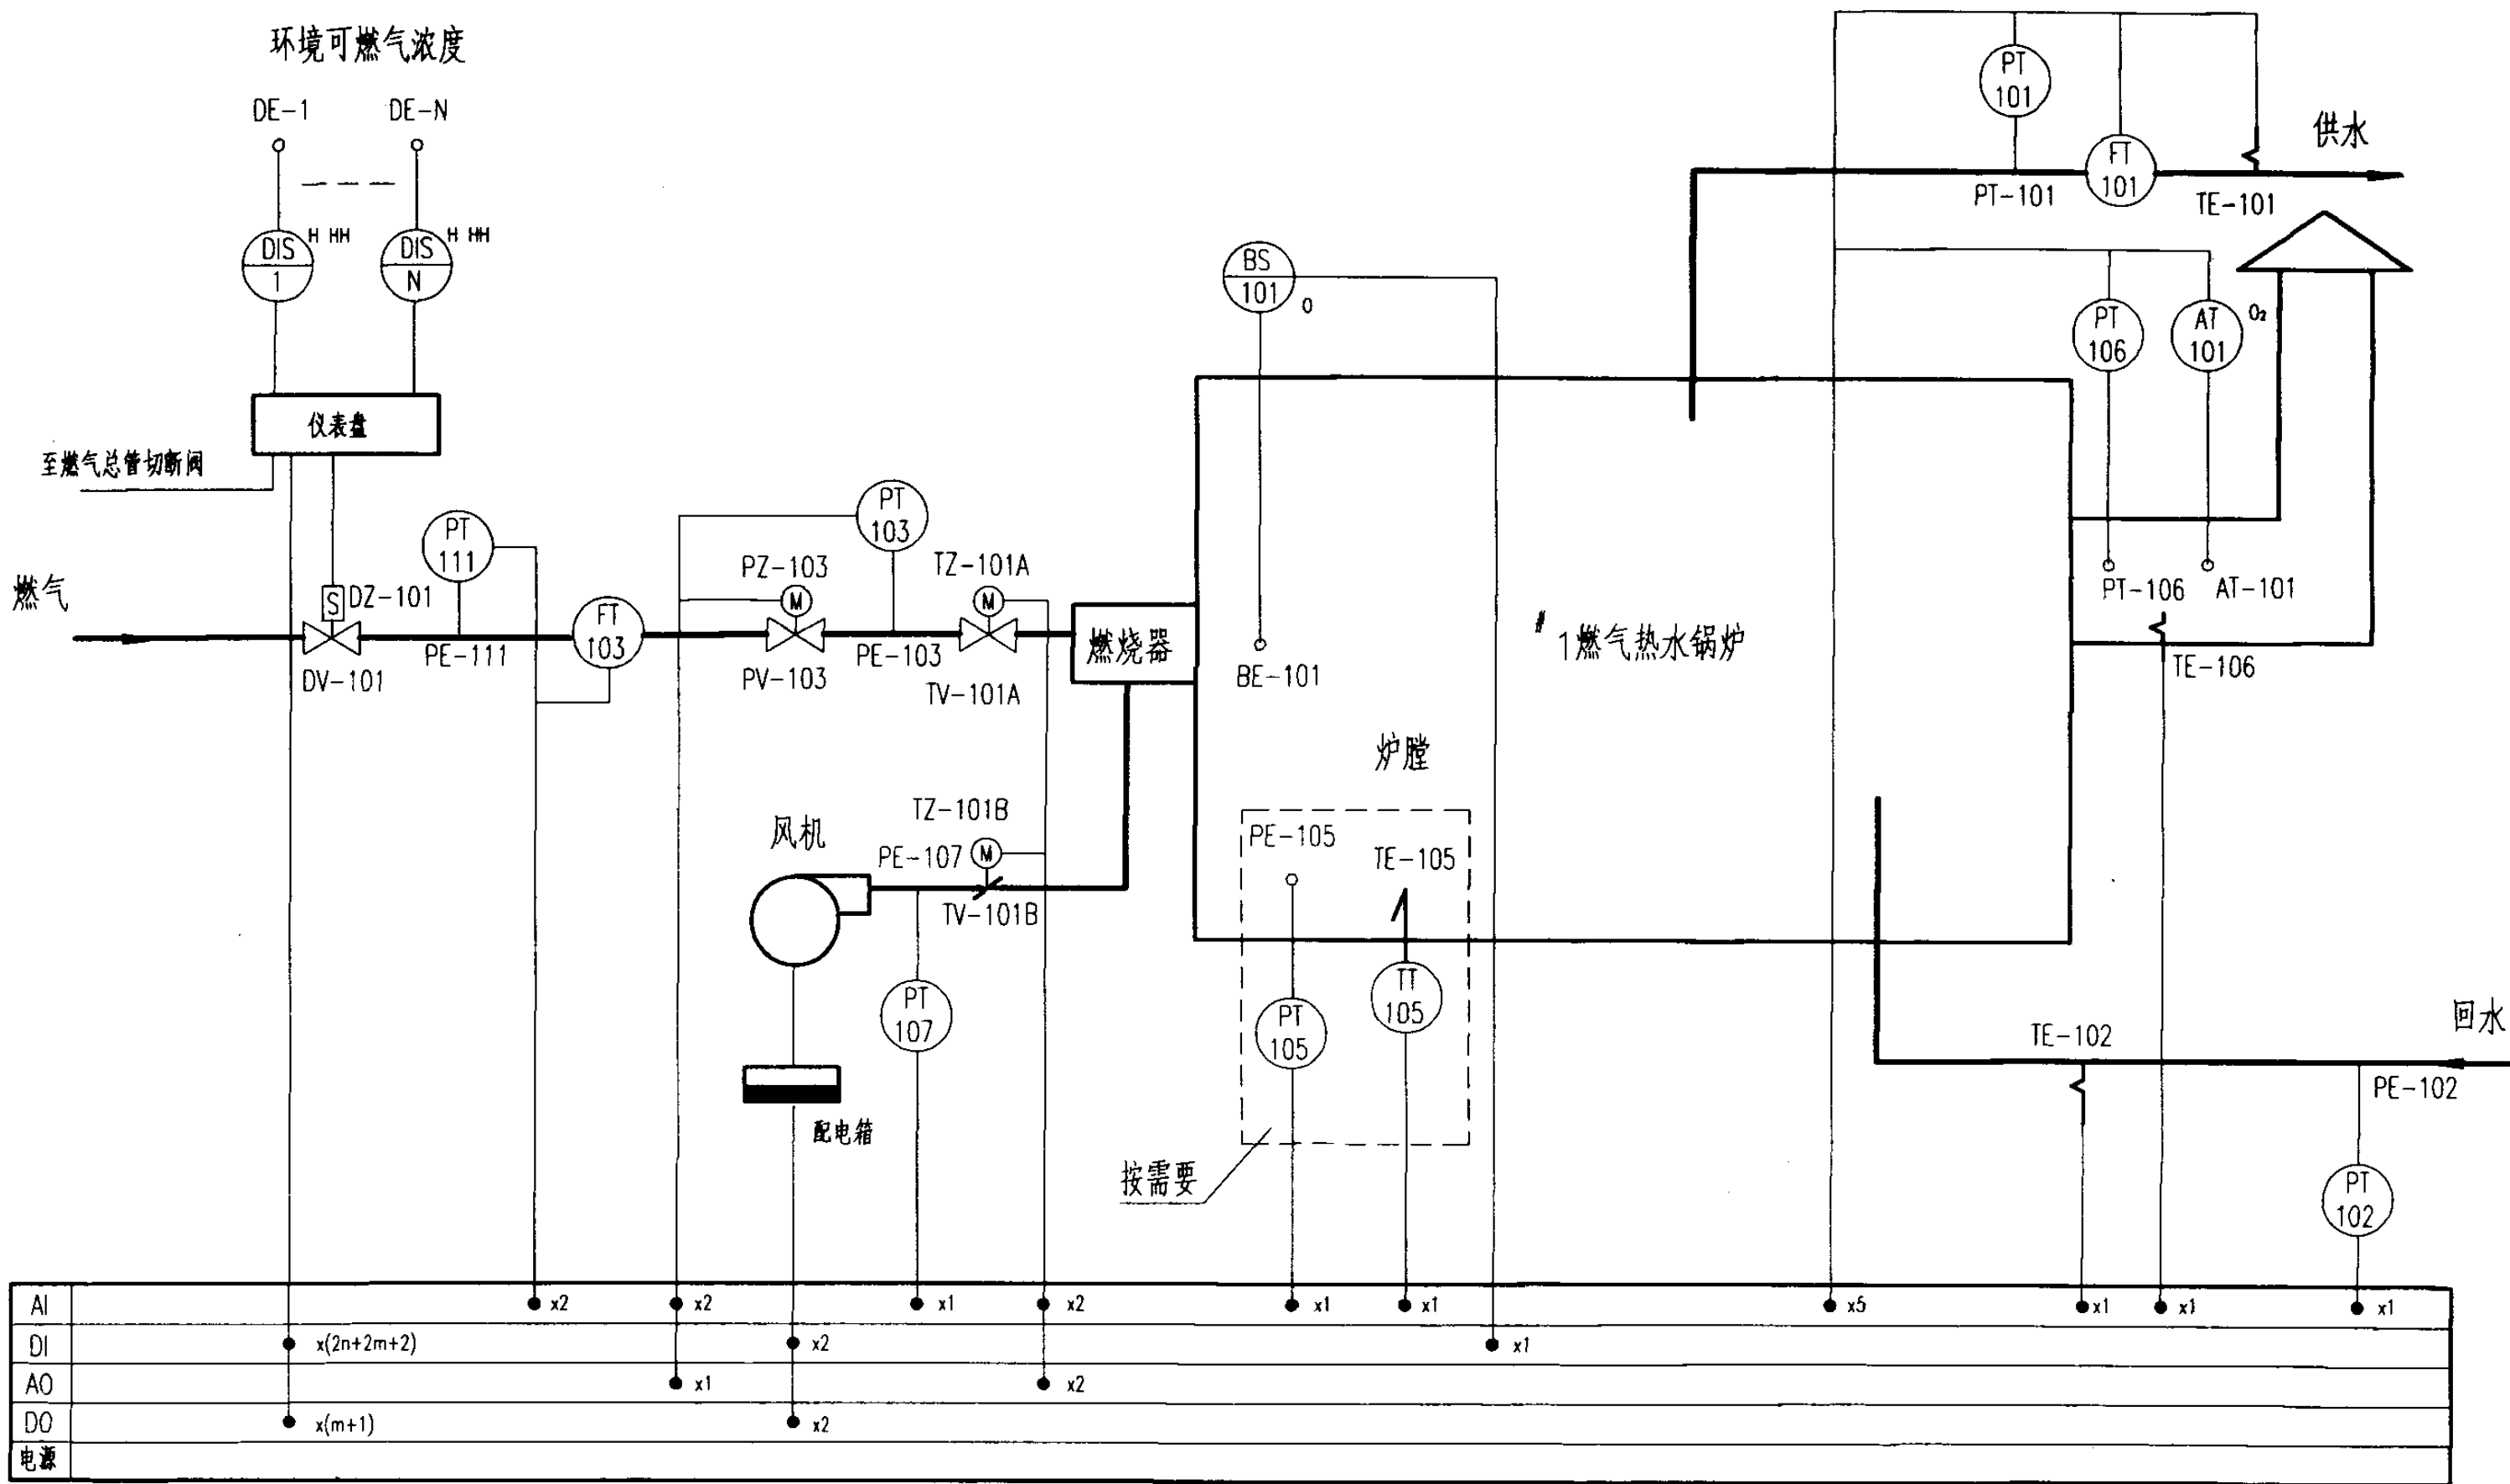 环境可燃气浓度
DE-1
DE-N
DIS
1
H HH
DIS
N
H HH
仪表盘
至燃气总管切断阀
燃气
S
DZ-101
DV-101
PT
111
PE-111
FT
103
PZ-103
M
PV-103
PT
103
PE-103
TZ-101A
M
TV-101A
燃烧器
BS
101
O
BE-101
#1燃气热水锅炉
炉膛
PT
101
PT-101
FT
101
TE-101
供水
PT
106
AT
101
O₂
PT-106
AT-101
TE-106
风机
TZ-101B
PE-107
M
TV-101B
PT
107
配电箱
PE-105
TE-105
PT
105
TT
105
按需要
TE-102
回水
PE-102
PT
102
AI
x2
x2
x1
x2
x1
x1
x5
x1
x1
x1
DI
x(2n+2m+2)
x2
x1
AO
x1
x2
DO
x(m+1)
x2
电源